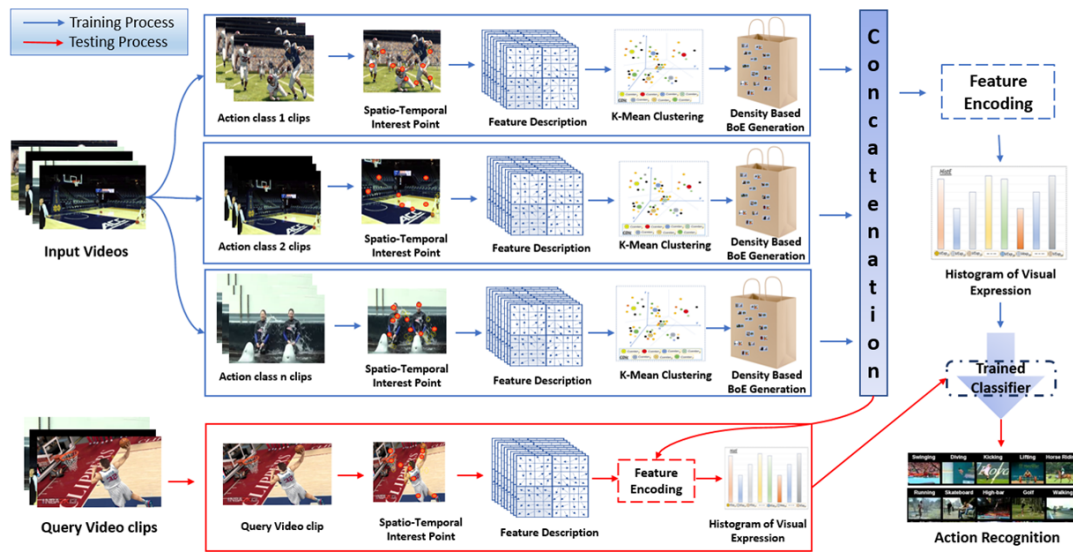 Training Process
Testing Process
Action class 1 clips
Spatio-Temporal
Interest Point
Feature Description
K-Mean Clustering
Density Based
BoE Generation
Input Videos
Action class 2 clips
Spatio-Temporal
Interest Point
Feature Description
K-Mean Clustering
Density Based
BoE Generation
Action class n clips
Spatio-Temporal
Interest Point
Feature Description
K-Mean Clustering
Density Based
BoE Generation
Concatenation
Feature
Encoding
Histogram of Visual
Expression
Trained
Classifier
Query Video clips
Query Video clip
Spatio-Temporal
Interest Point
Feature Description
Feature
Encoding
Histogram of Visual
Expression
Swinging Diving Kicking Lifting Horse Ridi
Running Skateboard High-bar Golf Walking
Action Recognition